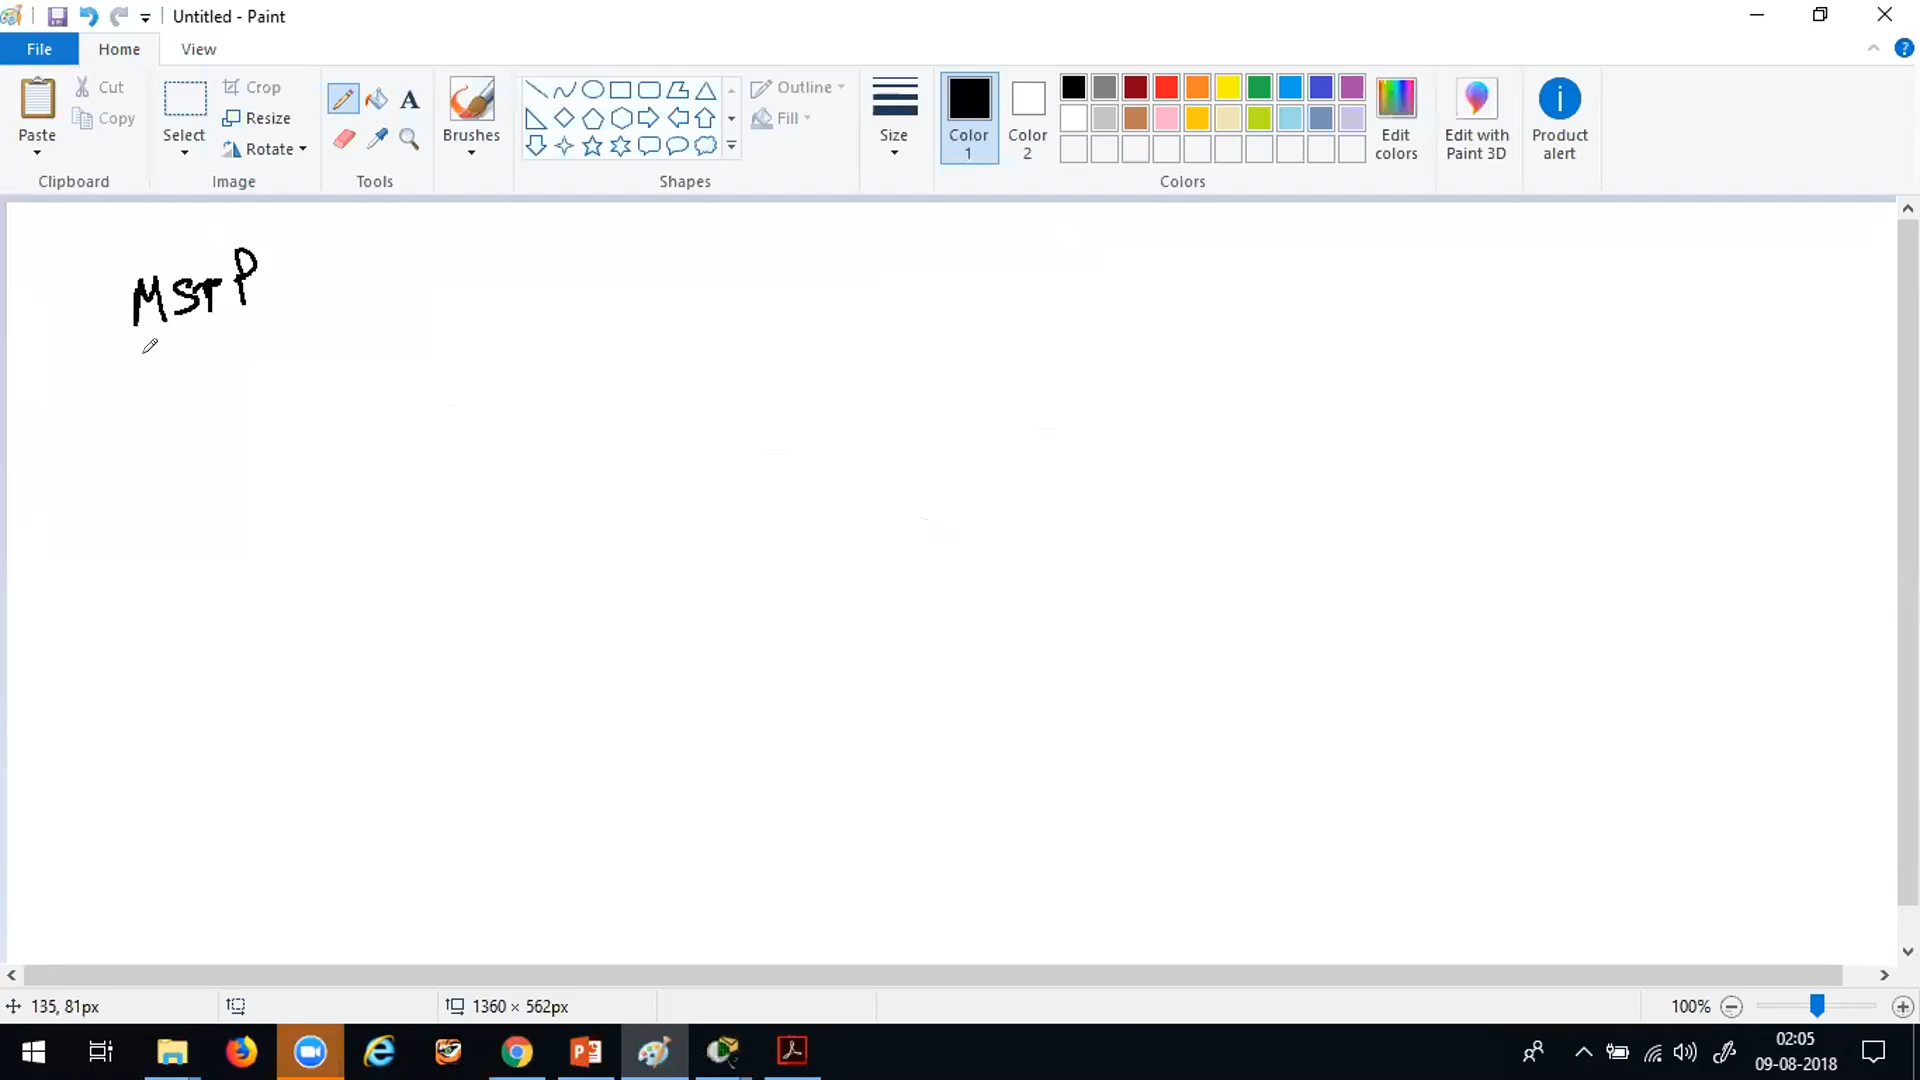 Untitled - Paint
File Home View
Paste
Cut
Copy
Clipboard
Select
Crop
Resize
Rotate
Image
A
Tools
Brushes
Shapes
Outline
Fill
Size
Color 1
Color 2
Colors
Edit colors
Edit with Paint 3D
Product alert
MSTP
135, 81px
1360 × 562px
100%
02:05
09-08-2018